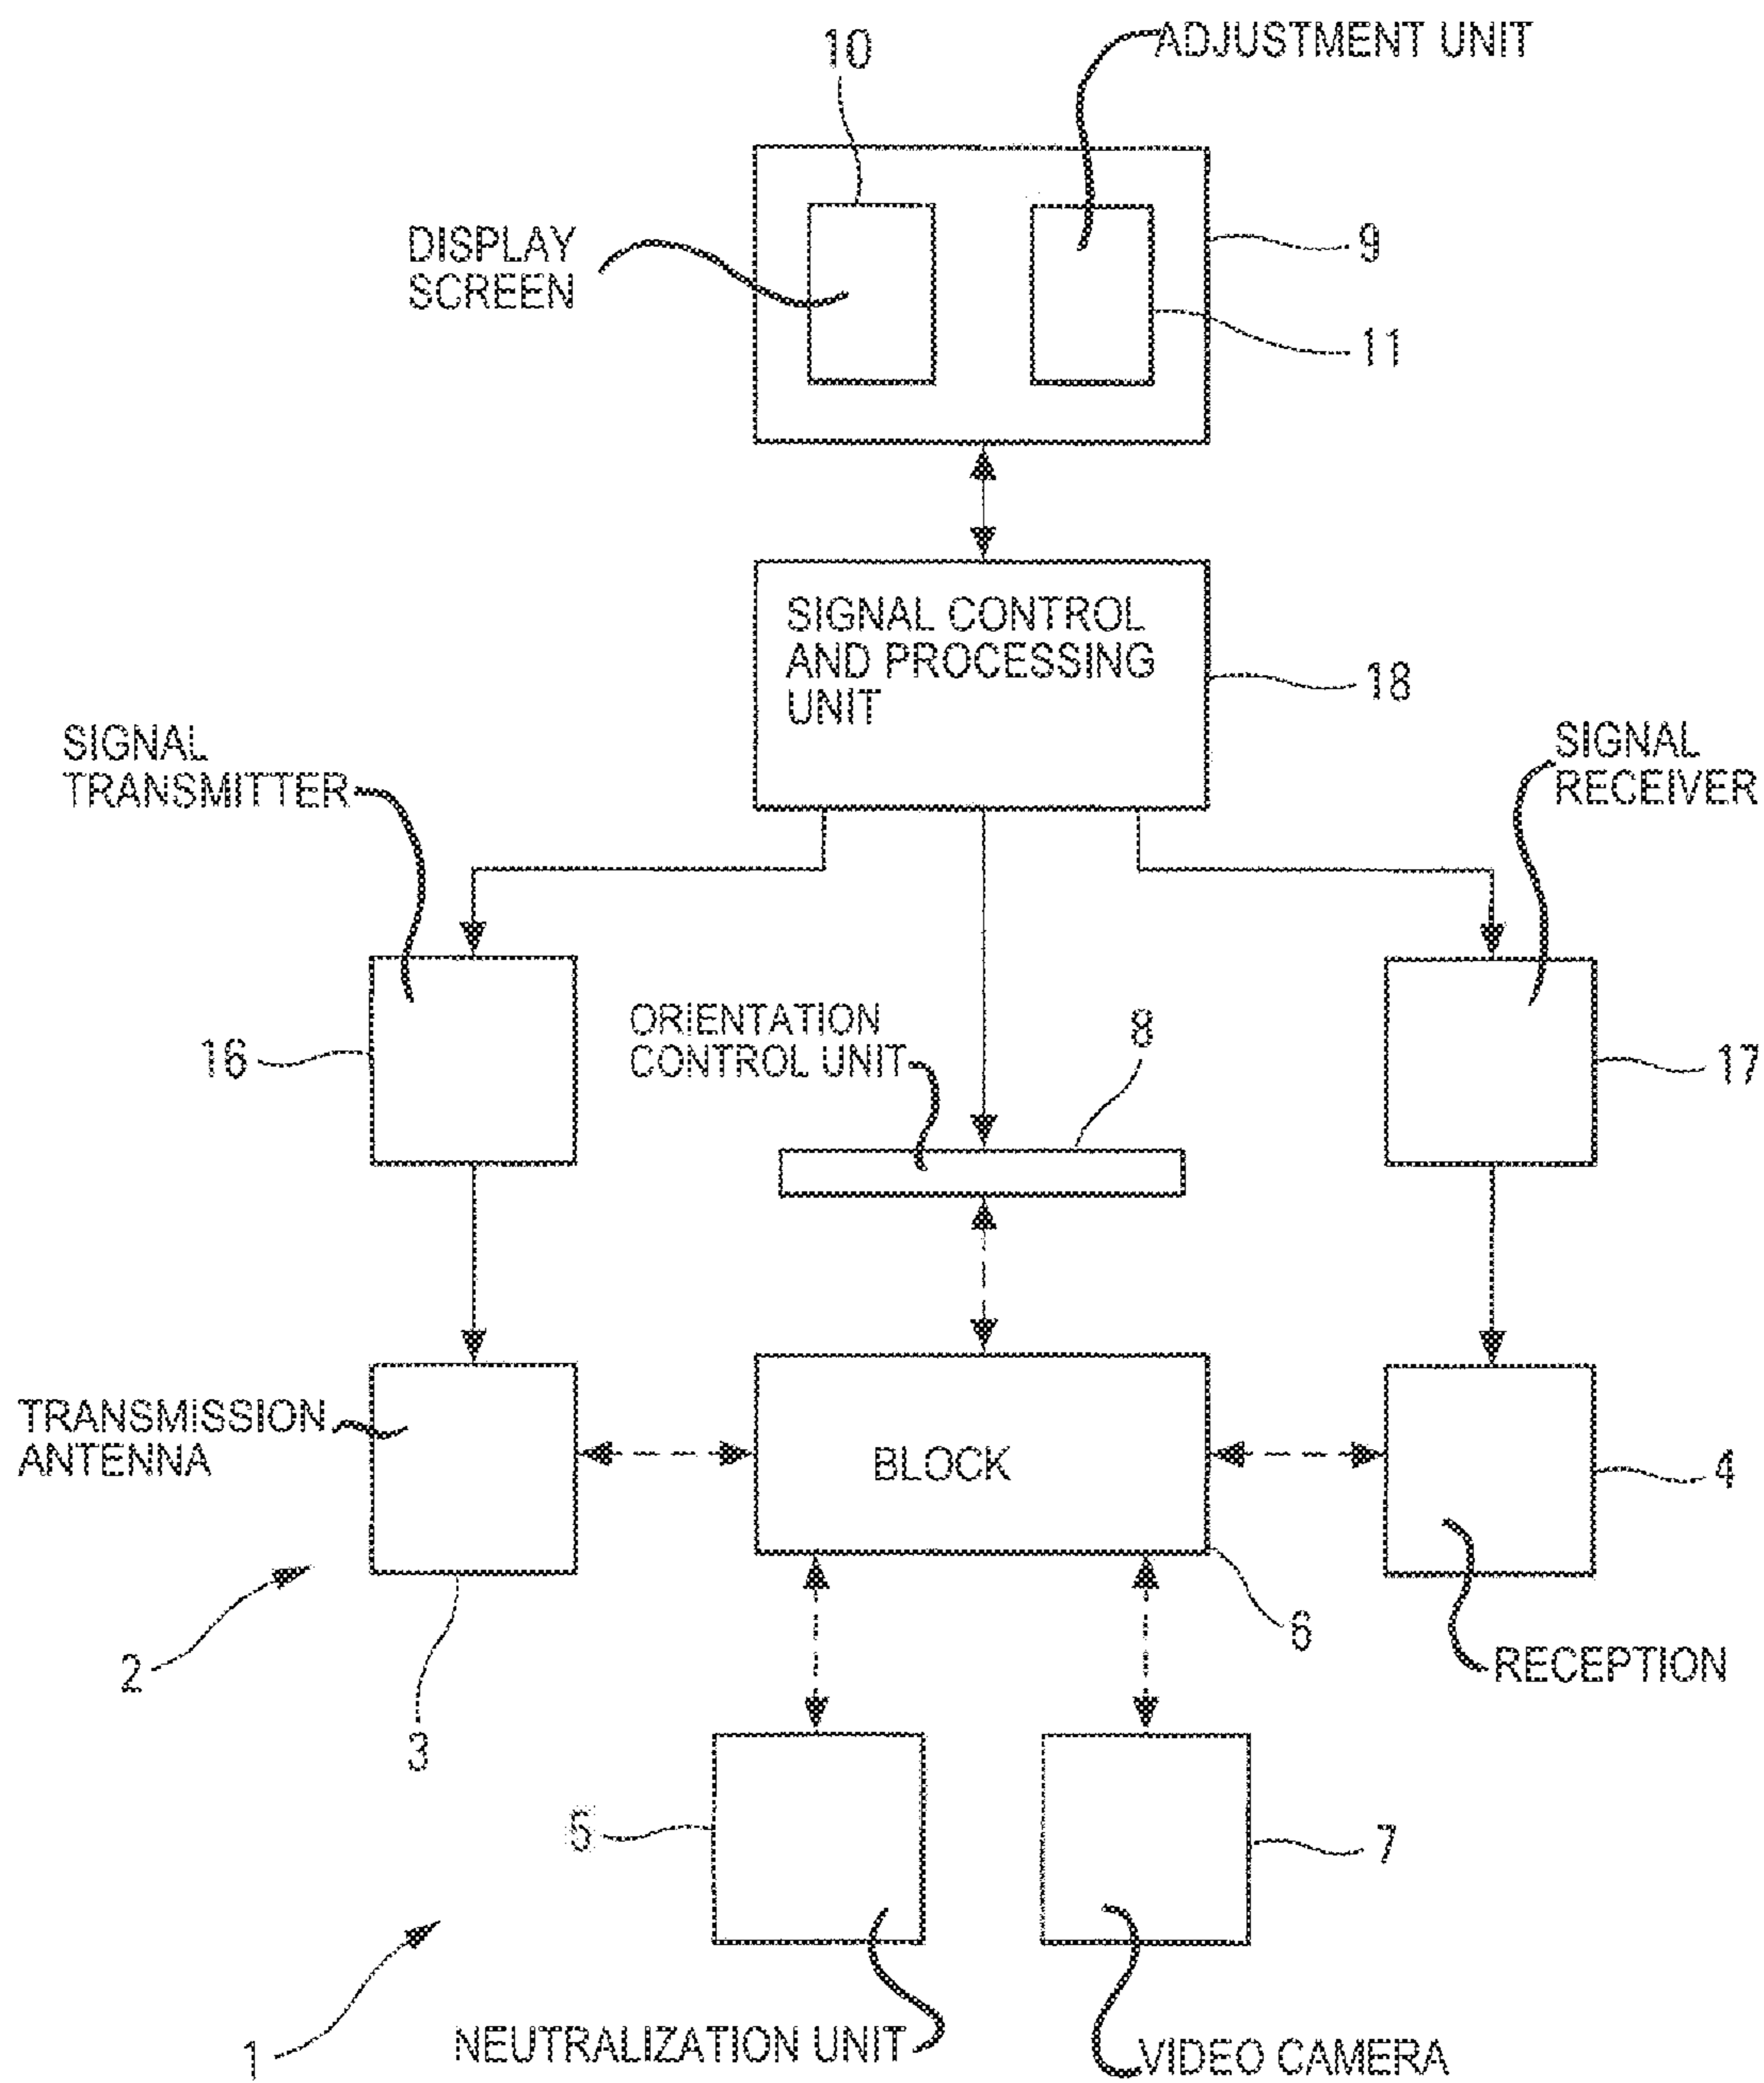 10
ADJUSTMENT UNIT
DISPLAY
SCREEN
9
11
SIGNAL CONTROL
AND PROCESSING
UNIT
18
SIGNAL
TRANSMITTER
SIGNAL
RECEIVER
16
ORIENTATION
CONTROL UNIT
8
17
TRANSMISSION
ANTENNA
BLOCK
4
2
3
6
RECEPTION
5
7
1
NEUTRALIZATION UNIT
VIDEO CAMERA